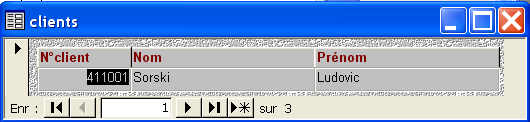 clients
N°client Nom Prénom
411001 Sorski Ludovic
Enr : 1 sur 3